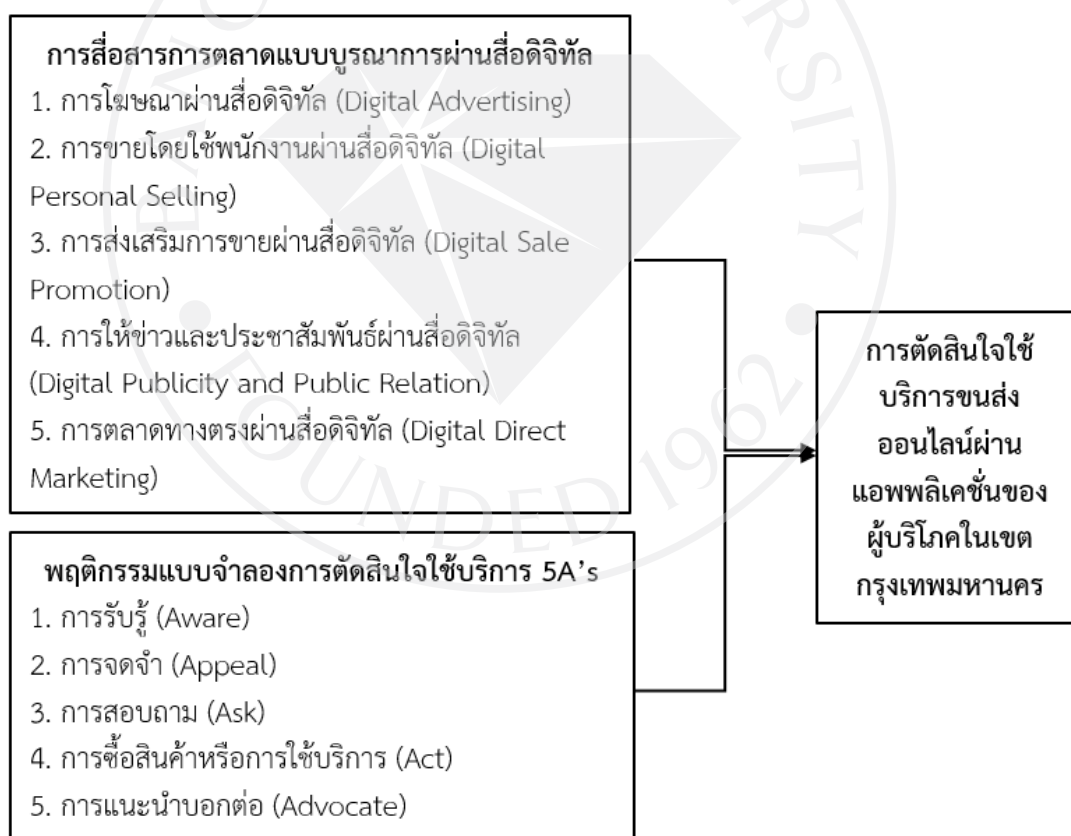 การสื่อสารการตลาดแบบบูรณาการผ่านสื่อดิจิทัล
1. การโฆษณาผ่านสื่อดิจิทัล (Digital Advertising)
2. การขายโดยใช้พนักงานผ่านสื่อดิจิทัล (Digital
Personal Selling)
3. การส่งเสริมการขายผ่านสื่อดิจิทัล (Digital Sale
Promotion)
4. การให้ข่าวและประชาสัมพันธ์ผ่านสื่อดิจิทัล
(Digital Publicity and Public Relation)
5. การตลาดทางตรงผ่านสื่อดิจิทัล (Digital Direct
Marketing)
พฤติกรรมแบบจำลองการตัดสินใจใช้บริการ 5A's
1. การรับรู้ (Aware)
2. การจดจำ (Appeal)
3. การสอบถาม (Ask)
4. การซื้อสินค้าหรือการใช้บริการ (Act)
5. การแนะนำบอกต่อ (Advocate)
การตัดสินใจใช้
บริการขนส่ง
ออนไลน์ผ่าน
แอพพลิเคชั่นของ
ผู้บริโภคในเขต
กรุงเทพมหานคร
FOUNDED 1962